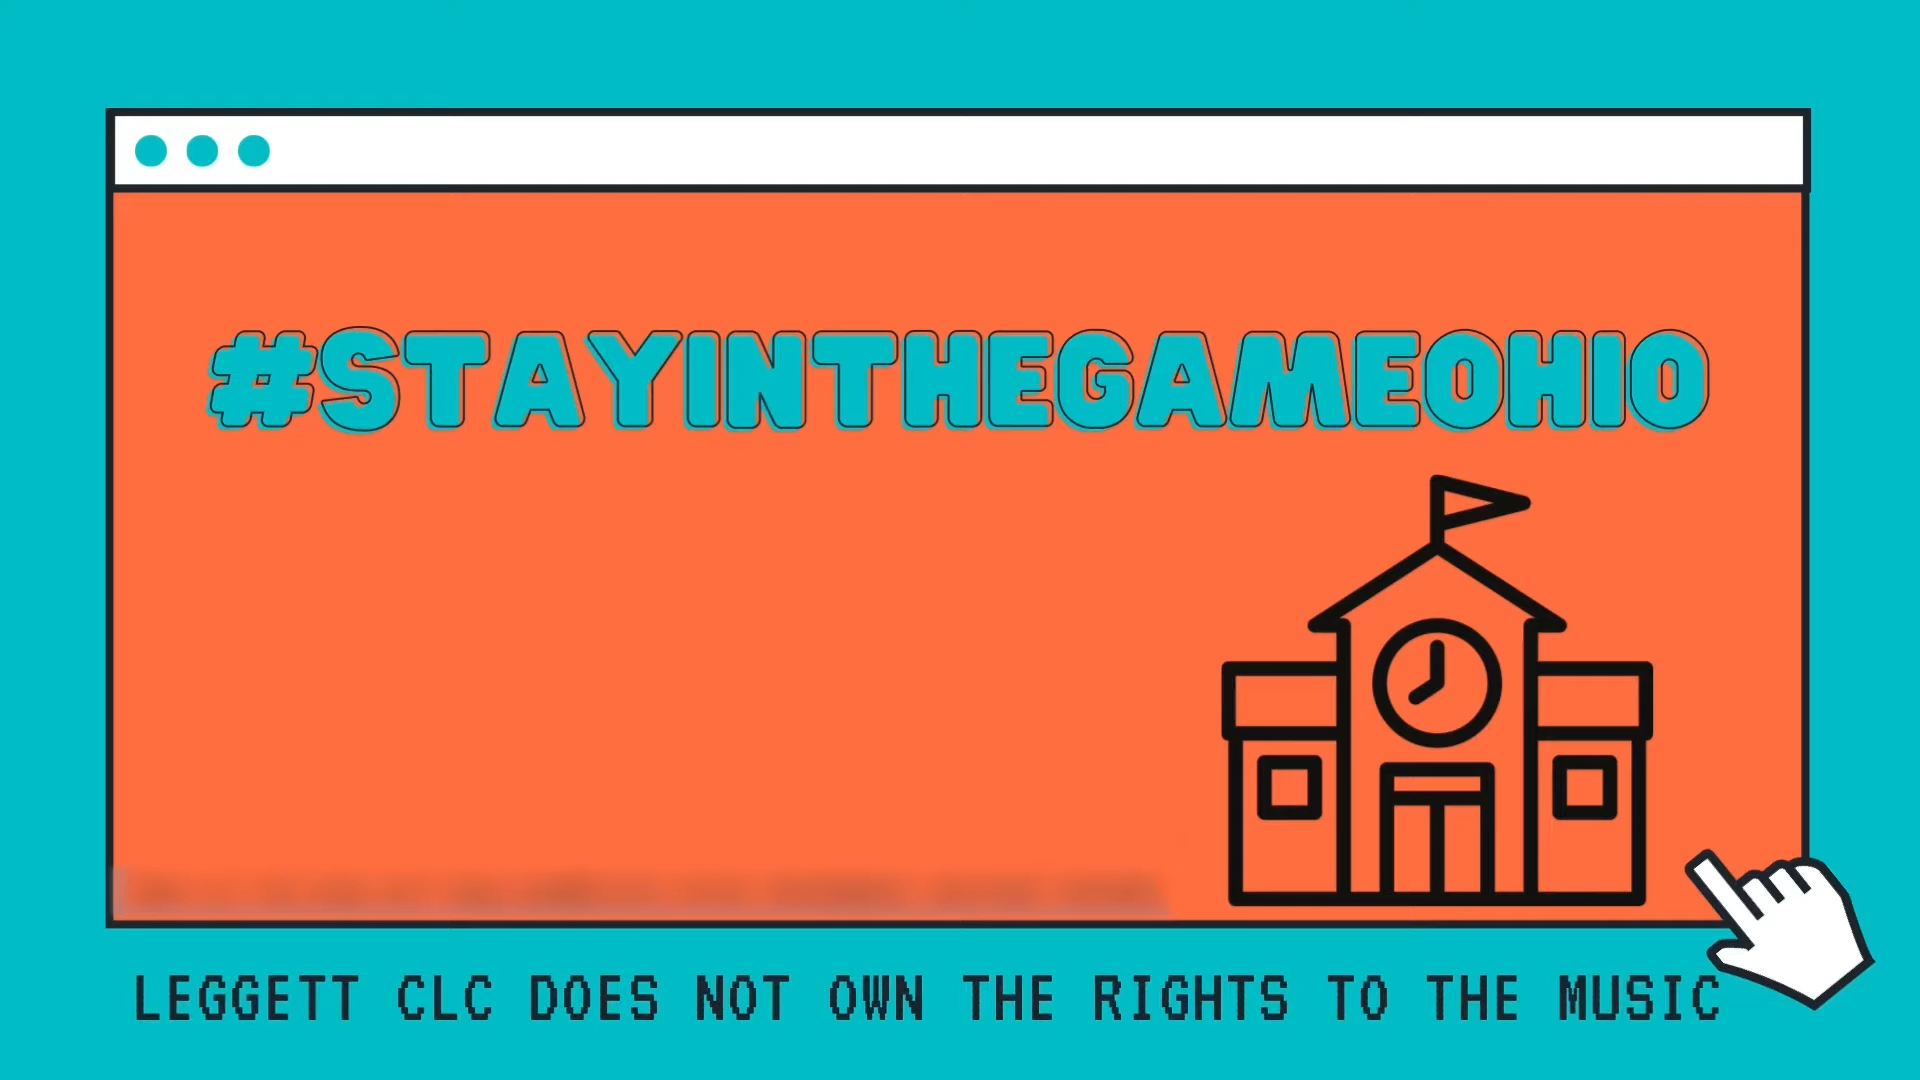 #STAYINTHEGAMEOHIO
LEGGETT CLC DOES NOT OWN THE RIGHTS TO THE MUSIC